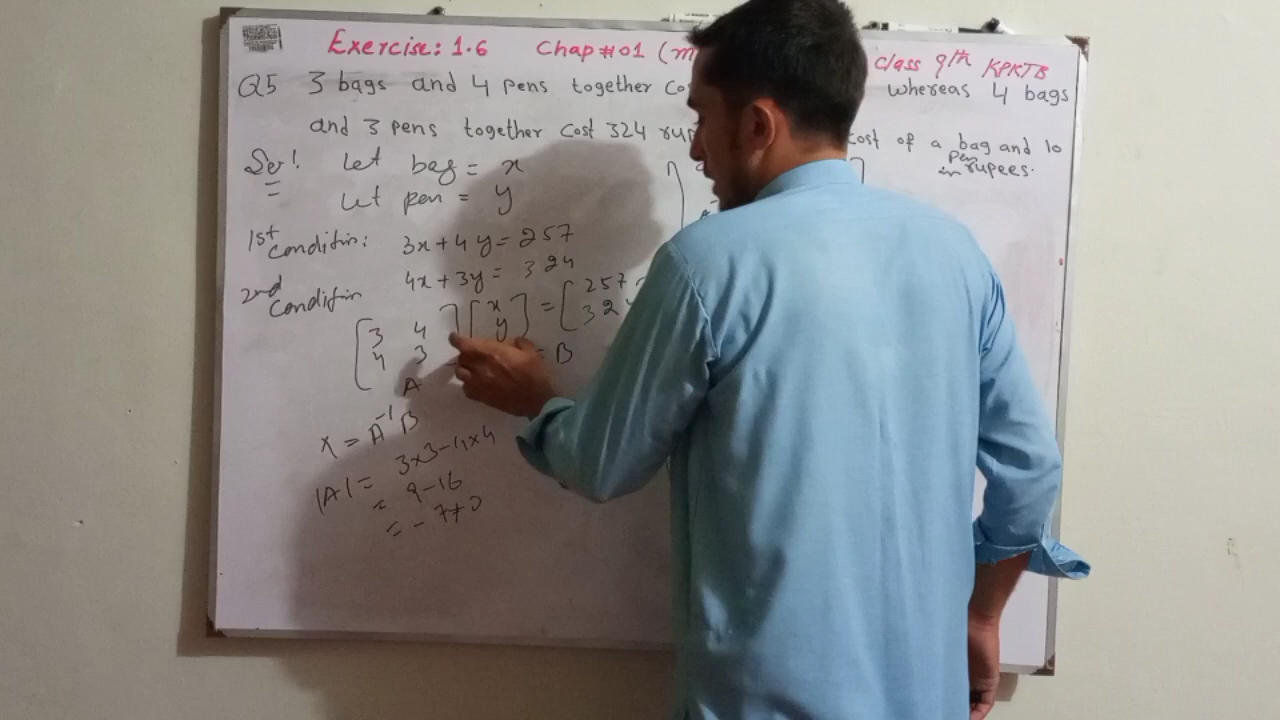 Exercise: 1.6 Chap #01 (m class 9th KPKTB
Q5 3 bags and 4 pens together co whereas 4 bags
and 3 pens together cost 324 rup cost of a bag and 10
pen
in rupees.
Let bag = x
Let pen = y
1st condition: 3x+4y=257
2nd condition 4x+3y= 324
[3 4] [x] = [257
[4 3] [y] [324
A = B
X = A⁻¹B
|A| = 3×3-4×4
= 9-16
= -7≠0